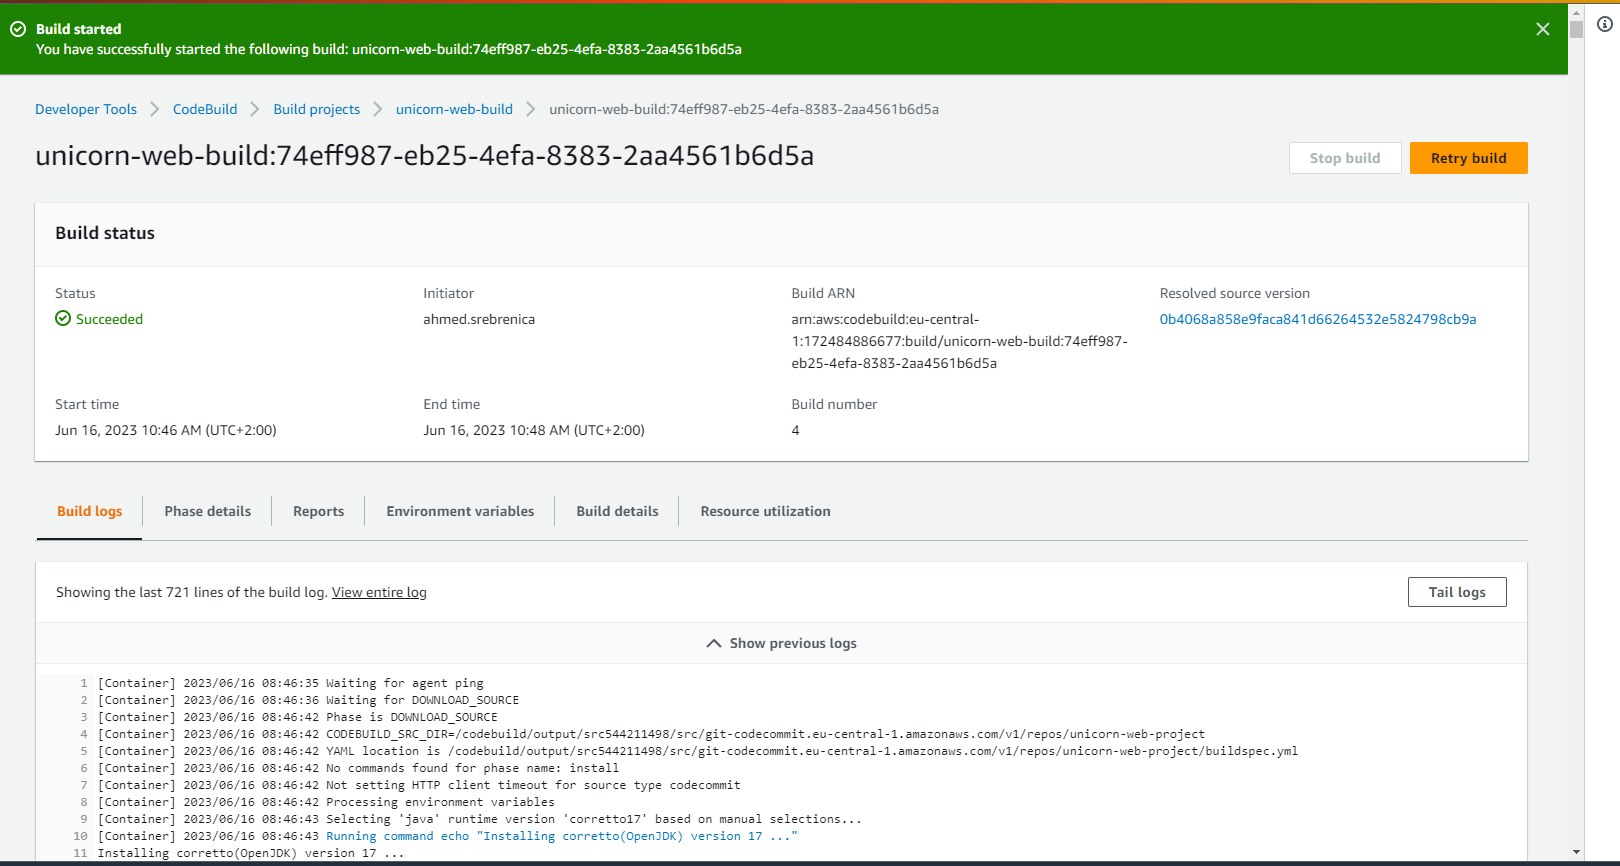 Build started
You have successfully started the following build: unicorn-web-build:74eff987-eb25-4efa-8383-2aa4561b6d5a
Developer Tools
CodeBuild
Build projects
unicorn-web-build
unicorn-web-build:74eff987-eb25-4efa-8383-2aa4561b6d5a
unicorn-web-build:74eff987-eb25-4efa-8383-2aa4561b6d5a
Stop build
Retry build
Build status
Status
Succeeded
Initiator
ahmed.srebrenica
Build ARN
arn:aws:codebuild:eu-central-
1:172484886677:build/unicorn-web-build:74eff987-
eb25-4efa-8383-2aa4561b6d5a
Resolved source version
0b4068a858e9faca841d66264532e5824798cb9a
Start time
Jun 16, 2023 10:46 AM (UTC+2:00)
End time
Jun 16, 2023 10:48 AM (UTC+2:00)
Build number
4
Build logs
Phase details
Reports
Environment variables
Build details
Resource utilization
Showing the last 721 lines of the build log. View entire log
Tail logs
Show previous logs
1 [Container] 2023/06/16 08:46:35 Waiting for agent ping
2 [Container] 2023/06/16 08:46:36 Waiting for DOWNLOAD_SOURCE
3 [Container] 2023/06/16 08:46:42 Phase is DOWNLOAD_SOURCE
4 [Container] 2023/06/16 08:46:42 CODEBUILD_SRC_DIR=/codebuild/output/src544211498/src/git-codecommit.eu-central-1.amazonaws.com/v1/repos/unicorn-web-project
5 [Container] 2023/06/16 08:46:42 YAML location is /codebuild/output/src544211498/src/git-codecommit.eu-central-1.amazonaws.com/v1/repos/unicorn-web-project/buildspec.yml
6 [Container] 2023/06/16 08:46:42 No commands found for phase name: install
7 [Container] 2023/06/16 08:46:42 Not setting HTTP client timeout for source type codecommit
8 [Container] 2023/06/16 08:46:42 Processing environment variables
9 [Container] 2023/06/16 08:46:43 Selecting 'java' runtime version 'corretto17' based on manual selections...
10 [Container] 2023/06/16 08:46:43 Running command echo "Installing corretto(OpenJDK) version 17 ..."
11 Installing corretto(OpenJDK) version 17 ...